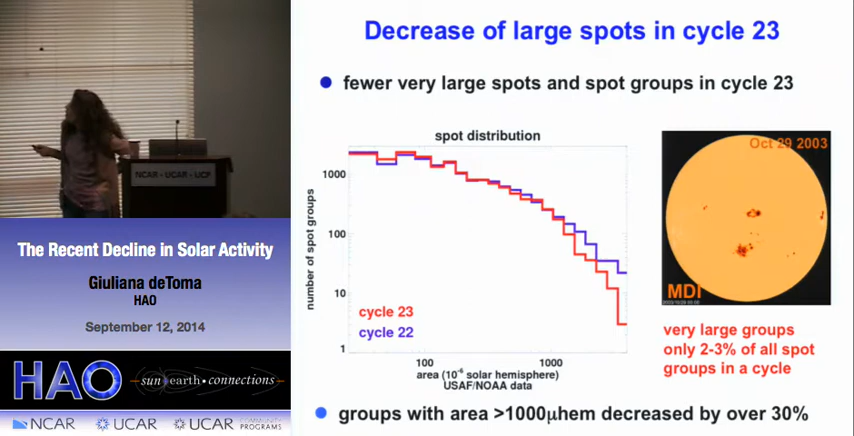 NCAR - UCAR - UCP
The Recent Decline in Solar Activity
Giuliana deToma
HAO
September 12, 2014
HAO
sun earth • connections
NCAR
UCAR
UCAR
PROGRAMS
Decrease of large spots in cycle 23
fewer very large spots and spot groups in cycle 23
spot distribution
number of spot groups
1000
100
10
1
cycle 23
cycle 22
100 1000
area (10⁻⁶ solar hemisphere)
USAF/NOAA data
Oct 29 2003
MDI
very large groups
only 2-3% of all spot
groups in a cycle
groups with area >1000μhem decreased by over 30%